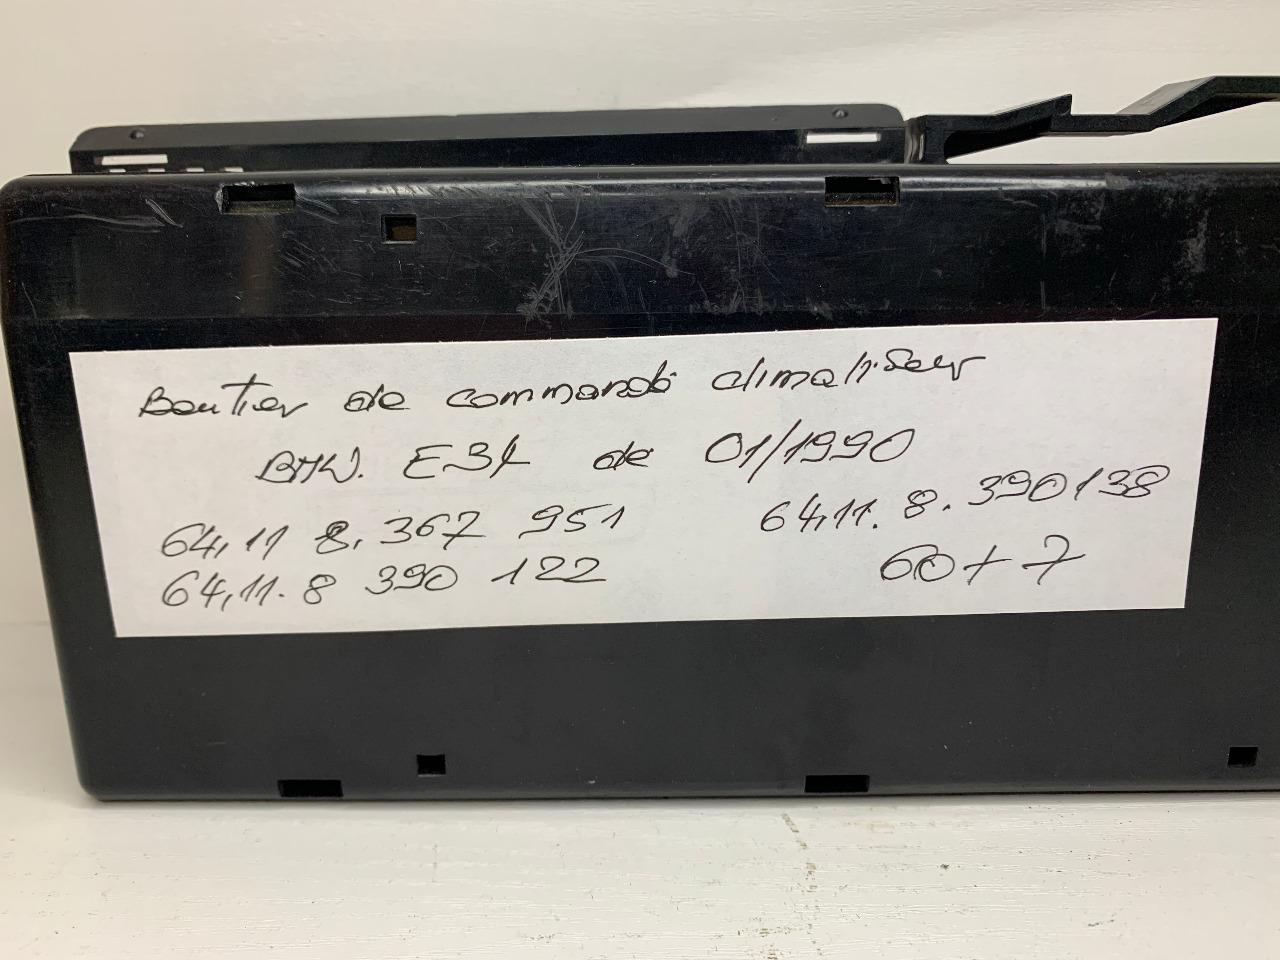 Boutier de commande climatiseur
BMW. E34 de 01/1990
64,11 8. 367 951
64,11. 8. 390138
64,11. 8 390 122
60 + 7